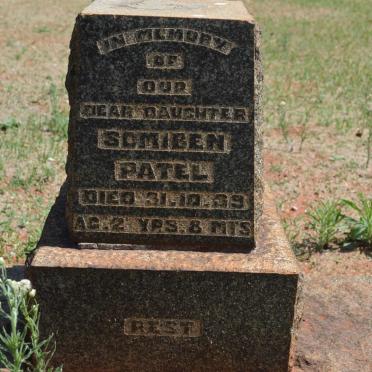 IN MEMORY
OF
OUR
DEAR DAUGHTER
SOMIBEN
PATEL
DIED 31.10.39
AG. 2 YRS. 8 MTS
REST